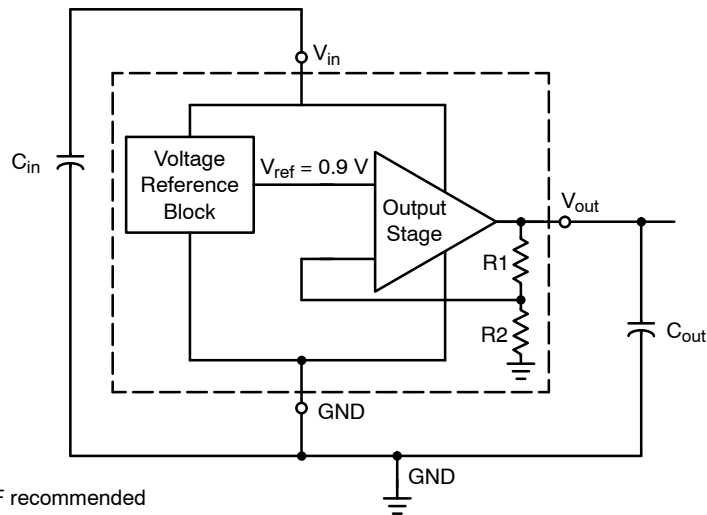 V_in
C_in
Voltage
Reference
Block
V_ref = 0.9 V
Output
Stage
V_out
R1
R2
C_out
GND
GND
recommended